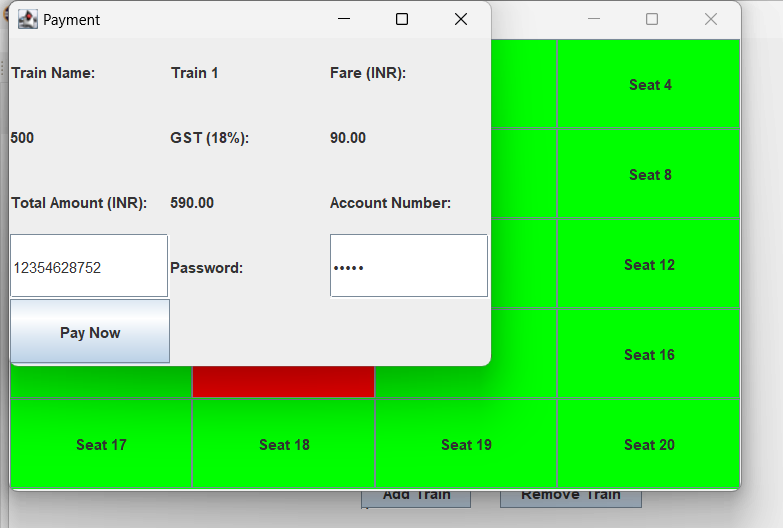 Payment
Train Name: Train 1 Fare (INR):
Seat 4
500 GST (18%): 90.00
Seat 8
Total Amount (INR): 590.00 Account Number:
12354628752 Password: •••••
Seat 12
Pay Now
Seat 16
Seat 17 Seat 18 Seat 19 Seat 20
Add Train Remove Train